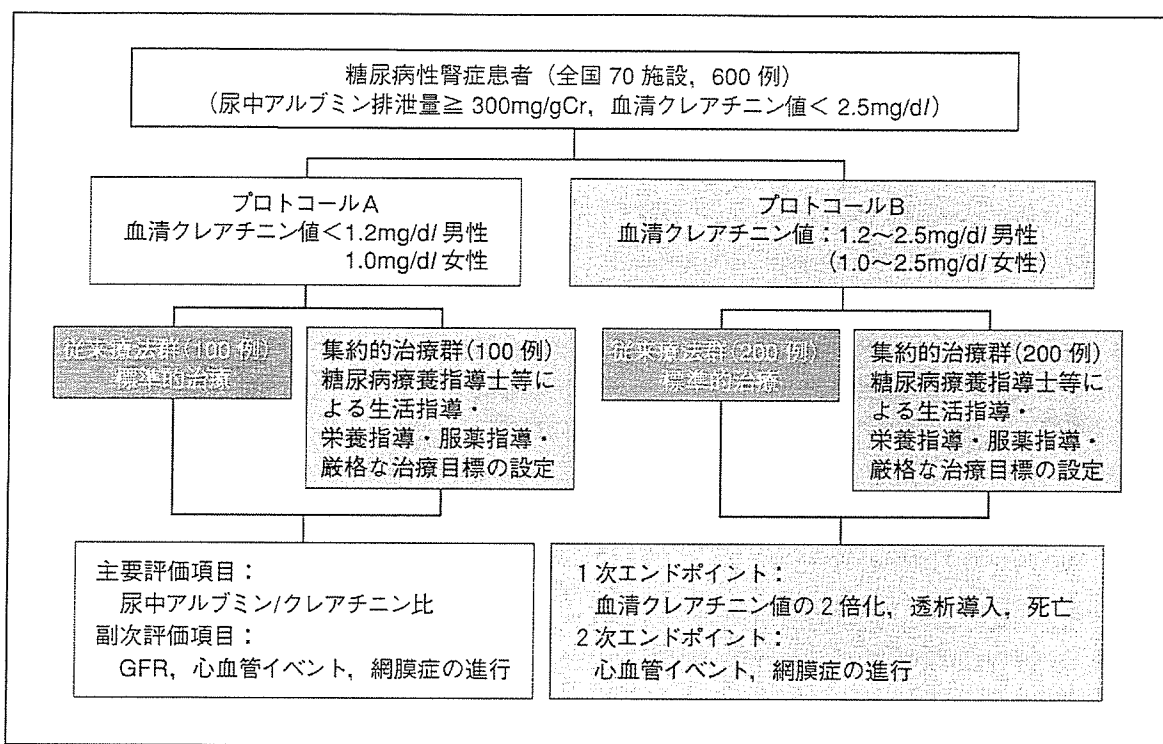 糖尿病性腎症患者（全国 70 施設，600 例）
（尿中アルブミン排泄量≧ 300mg/gCr，血清クレアチニン値＜ 2.5mg/dl）
プロトコールA
血清クレアチニン値＜1.2mg/dl 男性
1.0mg/dl 女性
プロトコールB
血清クレアチニン値：1.2～2.5mg/dl 男性
（1.0～2.5mg/dl 女性）
従来療法群（100 例）
標準的治療
集約的治療群（100 例）
糖尿病療養指導士等に
よる生活指導・
栄養指導・服薬指導・
厳格な治療目標の設定
従来療法群（200 例）
標準的治療
集約的治療群（200 例）
糖尿病療養指導士等に
よる生活指導・
栄養指導・服薬指導・
厳格な治療目標の設定
主要評価項目：
尿中アルブミン/クレアチニン比
副次評価項目：
GFR，心血管イベント，網膜症の進行
1 次エンドポイント：
血清クレアチニン値の 2 倍化，透析導入，死亡
2 次エンドポイント：
心血管イベント，網膜症の進行